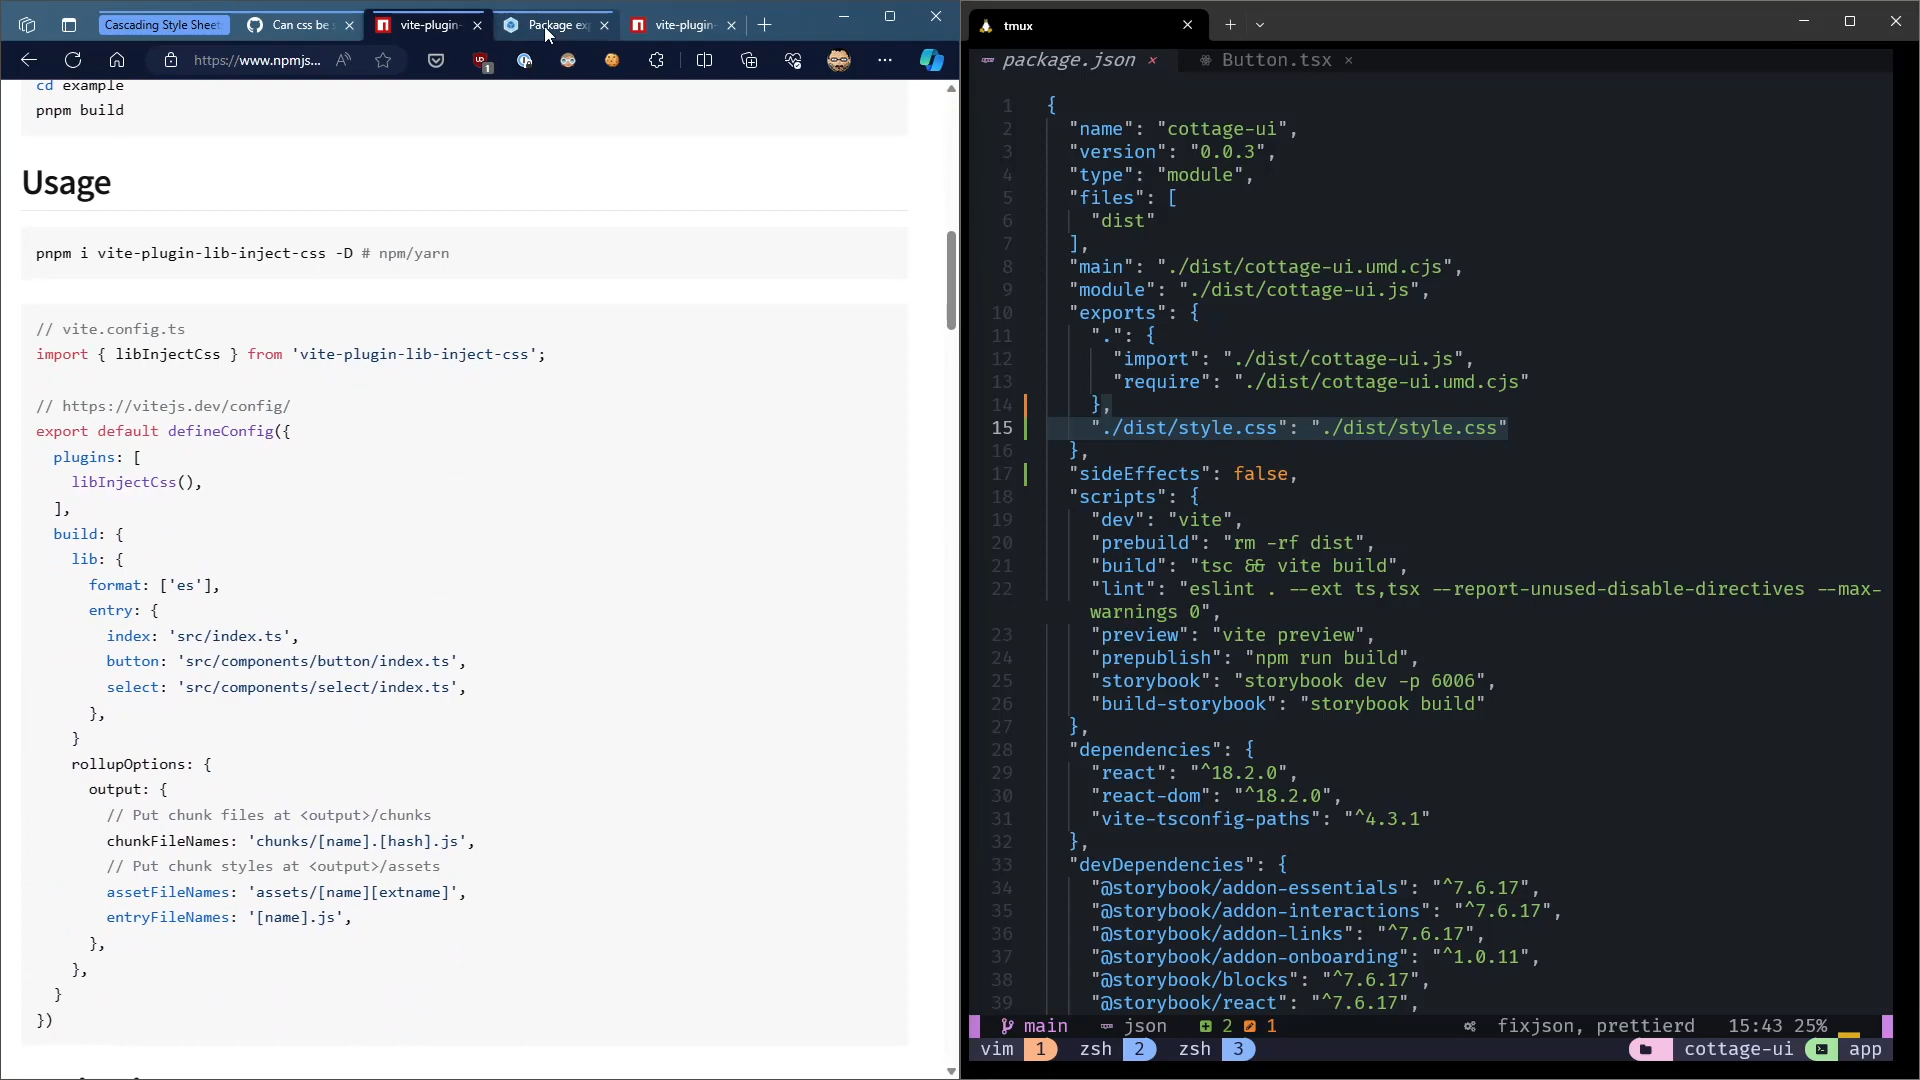 Cascading Style Sheet
Can css be s
vite-plugin-
Package exp
vite-plugin-
https://www.npmjs...
cd example
pnpm build
Usage
pnpm i vite-plugin-lib-inject-css -D # npm/yarn
// vite.config.ts
import { libInjectCss } from 'vite-plugin-lib-inject-css';
// https://vitejs.dev/config/
export default defineConfig({
plugins: [
libInjectCss(),
],
build: {
lib: {
format: ['es'],
entry: {
index: 'src/index.ts',
button: 'src/components/button/index.ts',
select: 'src/components/select/index.ts',
},
}
rollupOptions: {
output: {
// Put chunk files at <output>/chunks
chunkFileNames: 'chunks/[name].[hash].js',
// Put chunk styles at <output>/assets
assetFileNames: 'assets/[name][extname]',
entryFileNames: '[name].js',
},
},
}
})
tmux
package.json × Button.tsx ×
1 {
2 "name": "cottage-ui",
3 "version": "0.0.3",
4 "type": "module",
5 "files": [
6 "dist"
7 ],
8 "main": "./dist/cottage-ui.umd.cjs",
9 "module": "./dist/cottage-ui.js",
10 "exports": {
11 ".": {
12 "import": "./dist/cottage-ui.js",
13 "require": "./dist/cottage-ui.umd.cjs"
14 },
15 "./dist/style.css": "./dist/style.css"
16 },
17 "sideEffects": false,
18 "scripts": {
19 "dev": "vite",
20 "prebuild": "rm -rf dist",
21 "build": "tsc && vite build",
22 "lint": "eslint . --ext ts,tsx --report-unused-disable-directives --max-
warnings 0",
23 "preview": "vite preview",
24 "prepublish": "npm run build",
25 "storybook": "storybook dev -p 6006",
26 "build-storybook": "storybook build"
27 },
28 "dependencies": {
29 "react": "^18.2.0",
30 "react-dom": "^18.2.0",
31 "vite-tsconfig-paths": "^4.3.1"
32 },
33 "devDependencies": {
34 "@storybook/addon-essentials": "^7.6.17",
35 "@storybook/addon-interactions": "^7.6.17",
36 "@storybook/addon-links": "^7.6.17",
37 "@storybook/addon-onboarding": "^1.0.11",
38 "@storybook/blocks": "^7.6.17",
39 "@storybook/react": "^7.6.17",
main json 2 1 fixjson, prettierd 15:43 25%
vim 1 zsh 2 zsh 3 cottage-ui app